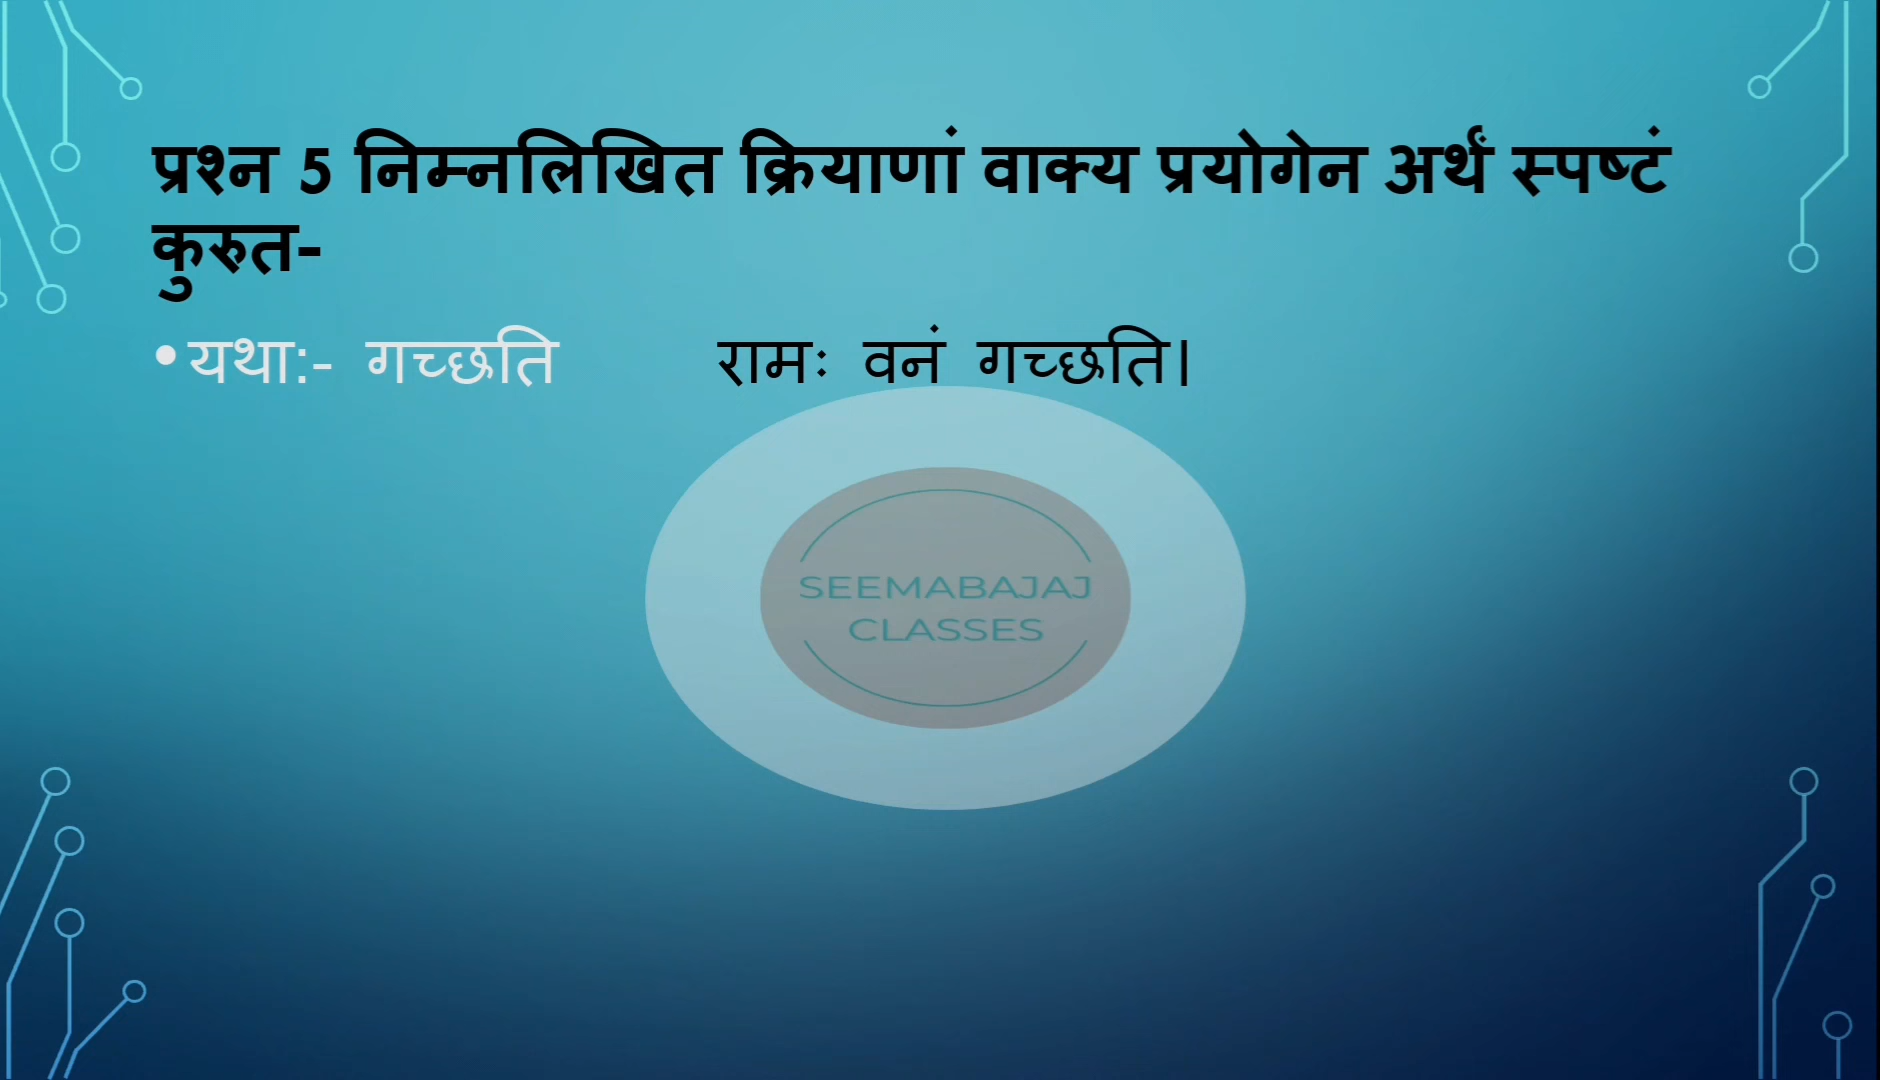 प्रश्न 5 निम्नलिखित क्रियाणां वाक्य प्रयोगेन अर्थं स्पष्टं
कुरुत-
•यथा:- गच्छति रामः वनं गच्छति।
SEEMABAJAJ
CLASSES